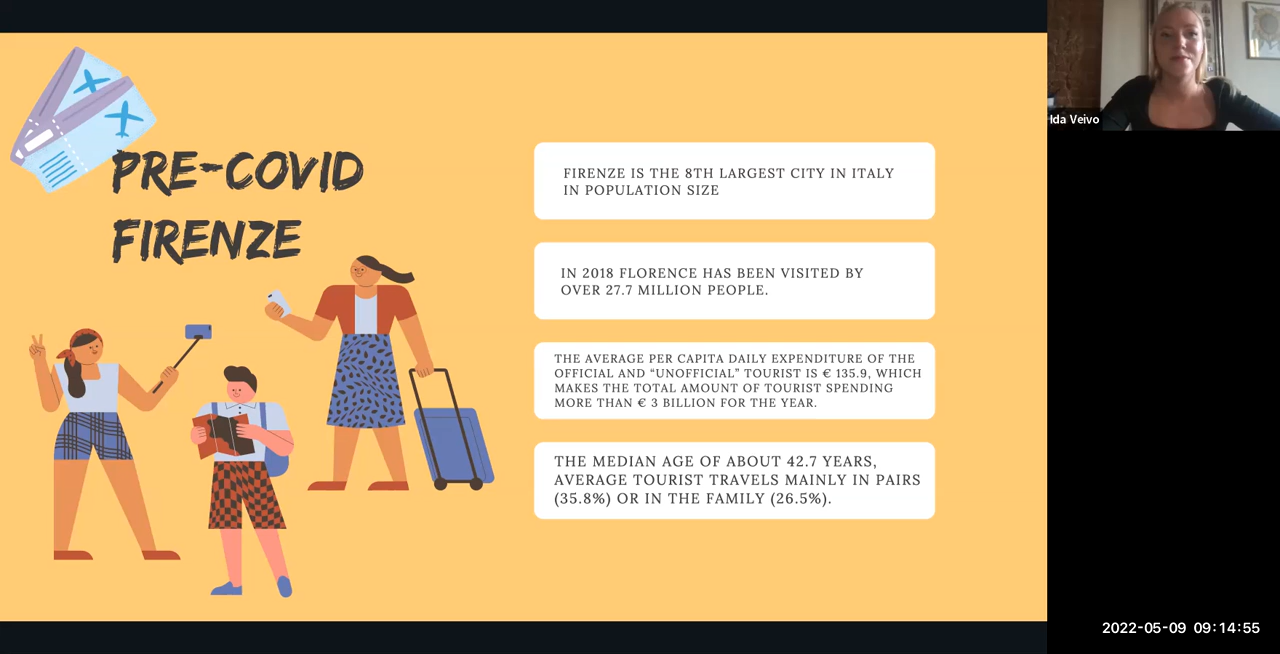 PRE-COVID
FIRENZE
FIRENZE IS THE 8TH LARGEST CITY IN ITALY
IN POPULATION SIZE
IN 2018 FLORENCE HAS BEEN VISITED BY
OVER 27.7 MILLION PEOPLE.
THE AVERAGE PER CAPITA DAILY EXPENDITURE OF THE
OFFICIAL AND “UNOFFICIAL” TOURIST IS € 135.9, WHICH
MAKES THE TOTAL AMOUNT OF TOURIST SPENDING
MORE THAN € 3 BILLION FOR THE YEAR.
THE MEDIAN AGE OF ABOUT 42.7 YEARS,
AVERAGE TOURIST TRAVELS MAINLY IN PAIRS
(35.8%) OR IN THE FAMILY (26.5%).
Ida Veivo
2022-05-09 09:14:55